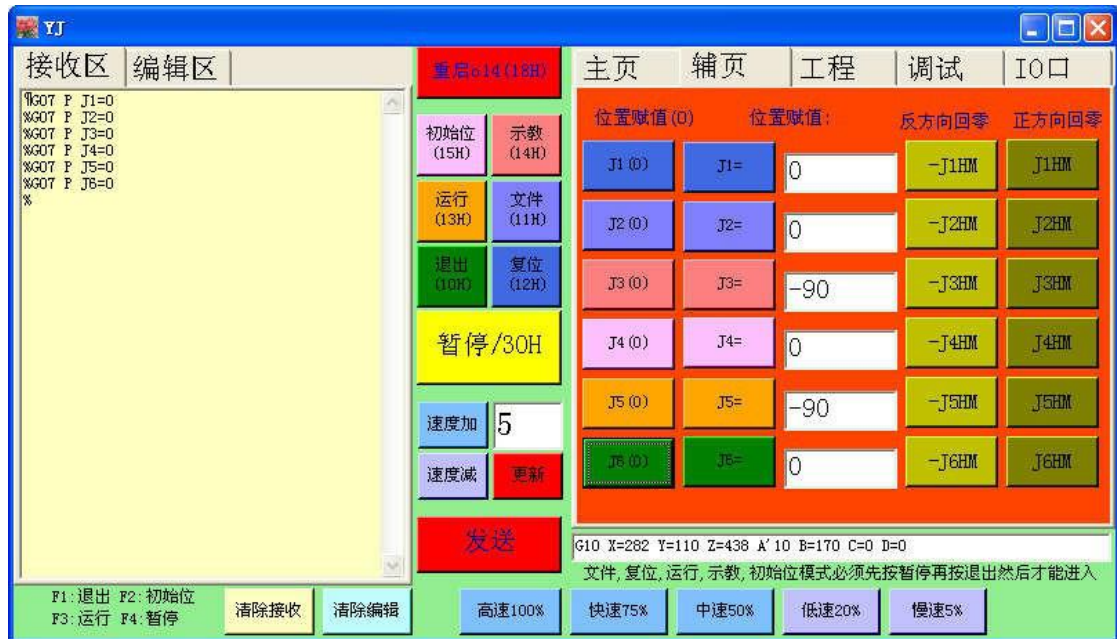 YJ
接收区 编辑区
%G07 P J1=0
%G07 P J2=0
%G07 P J3=0
%G07 P J4=0
%G07 P J5=0
%G07 P J6=0
%
重启o14(18H)
初始位
(15H)
示教
(14H)
运行
(13H)
文件
(11H)
退出
(10H)
复位
(12H)
暂停/30H
速度加 5
速度减 更新
发送
主页 辅页 工程 调试 IO口
位置赋值(0) 位置赋值: 反方向回零 正方向回零
J1(0) J1= 0 -J1HM J1HM
J2(0) J2= 0 -J2HM J2HM
J3(0) J3= -90 -J3HM J3HM
J4(0) J4= 0 -J4HM J4HM
J5(0) J5= -90 -J5HM J5HM
J6(0) J6= 0 -J6HM J6HM
G10 X=282 Y=110 Z=438 A'10 B=170 C=0 D=0
文件,复位,运行,示教,初始位模式必须先按暂停再按退出然后才能进入
F1:退出 F2:初始位
F3:运行 F4:暂停
清除接收 清除编辑 高速100% 快速75% 中速50% 低速20% 慢速5%